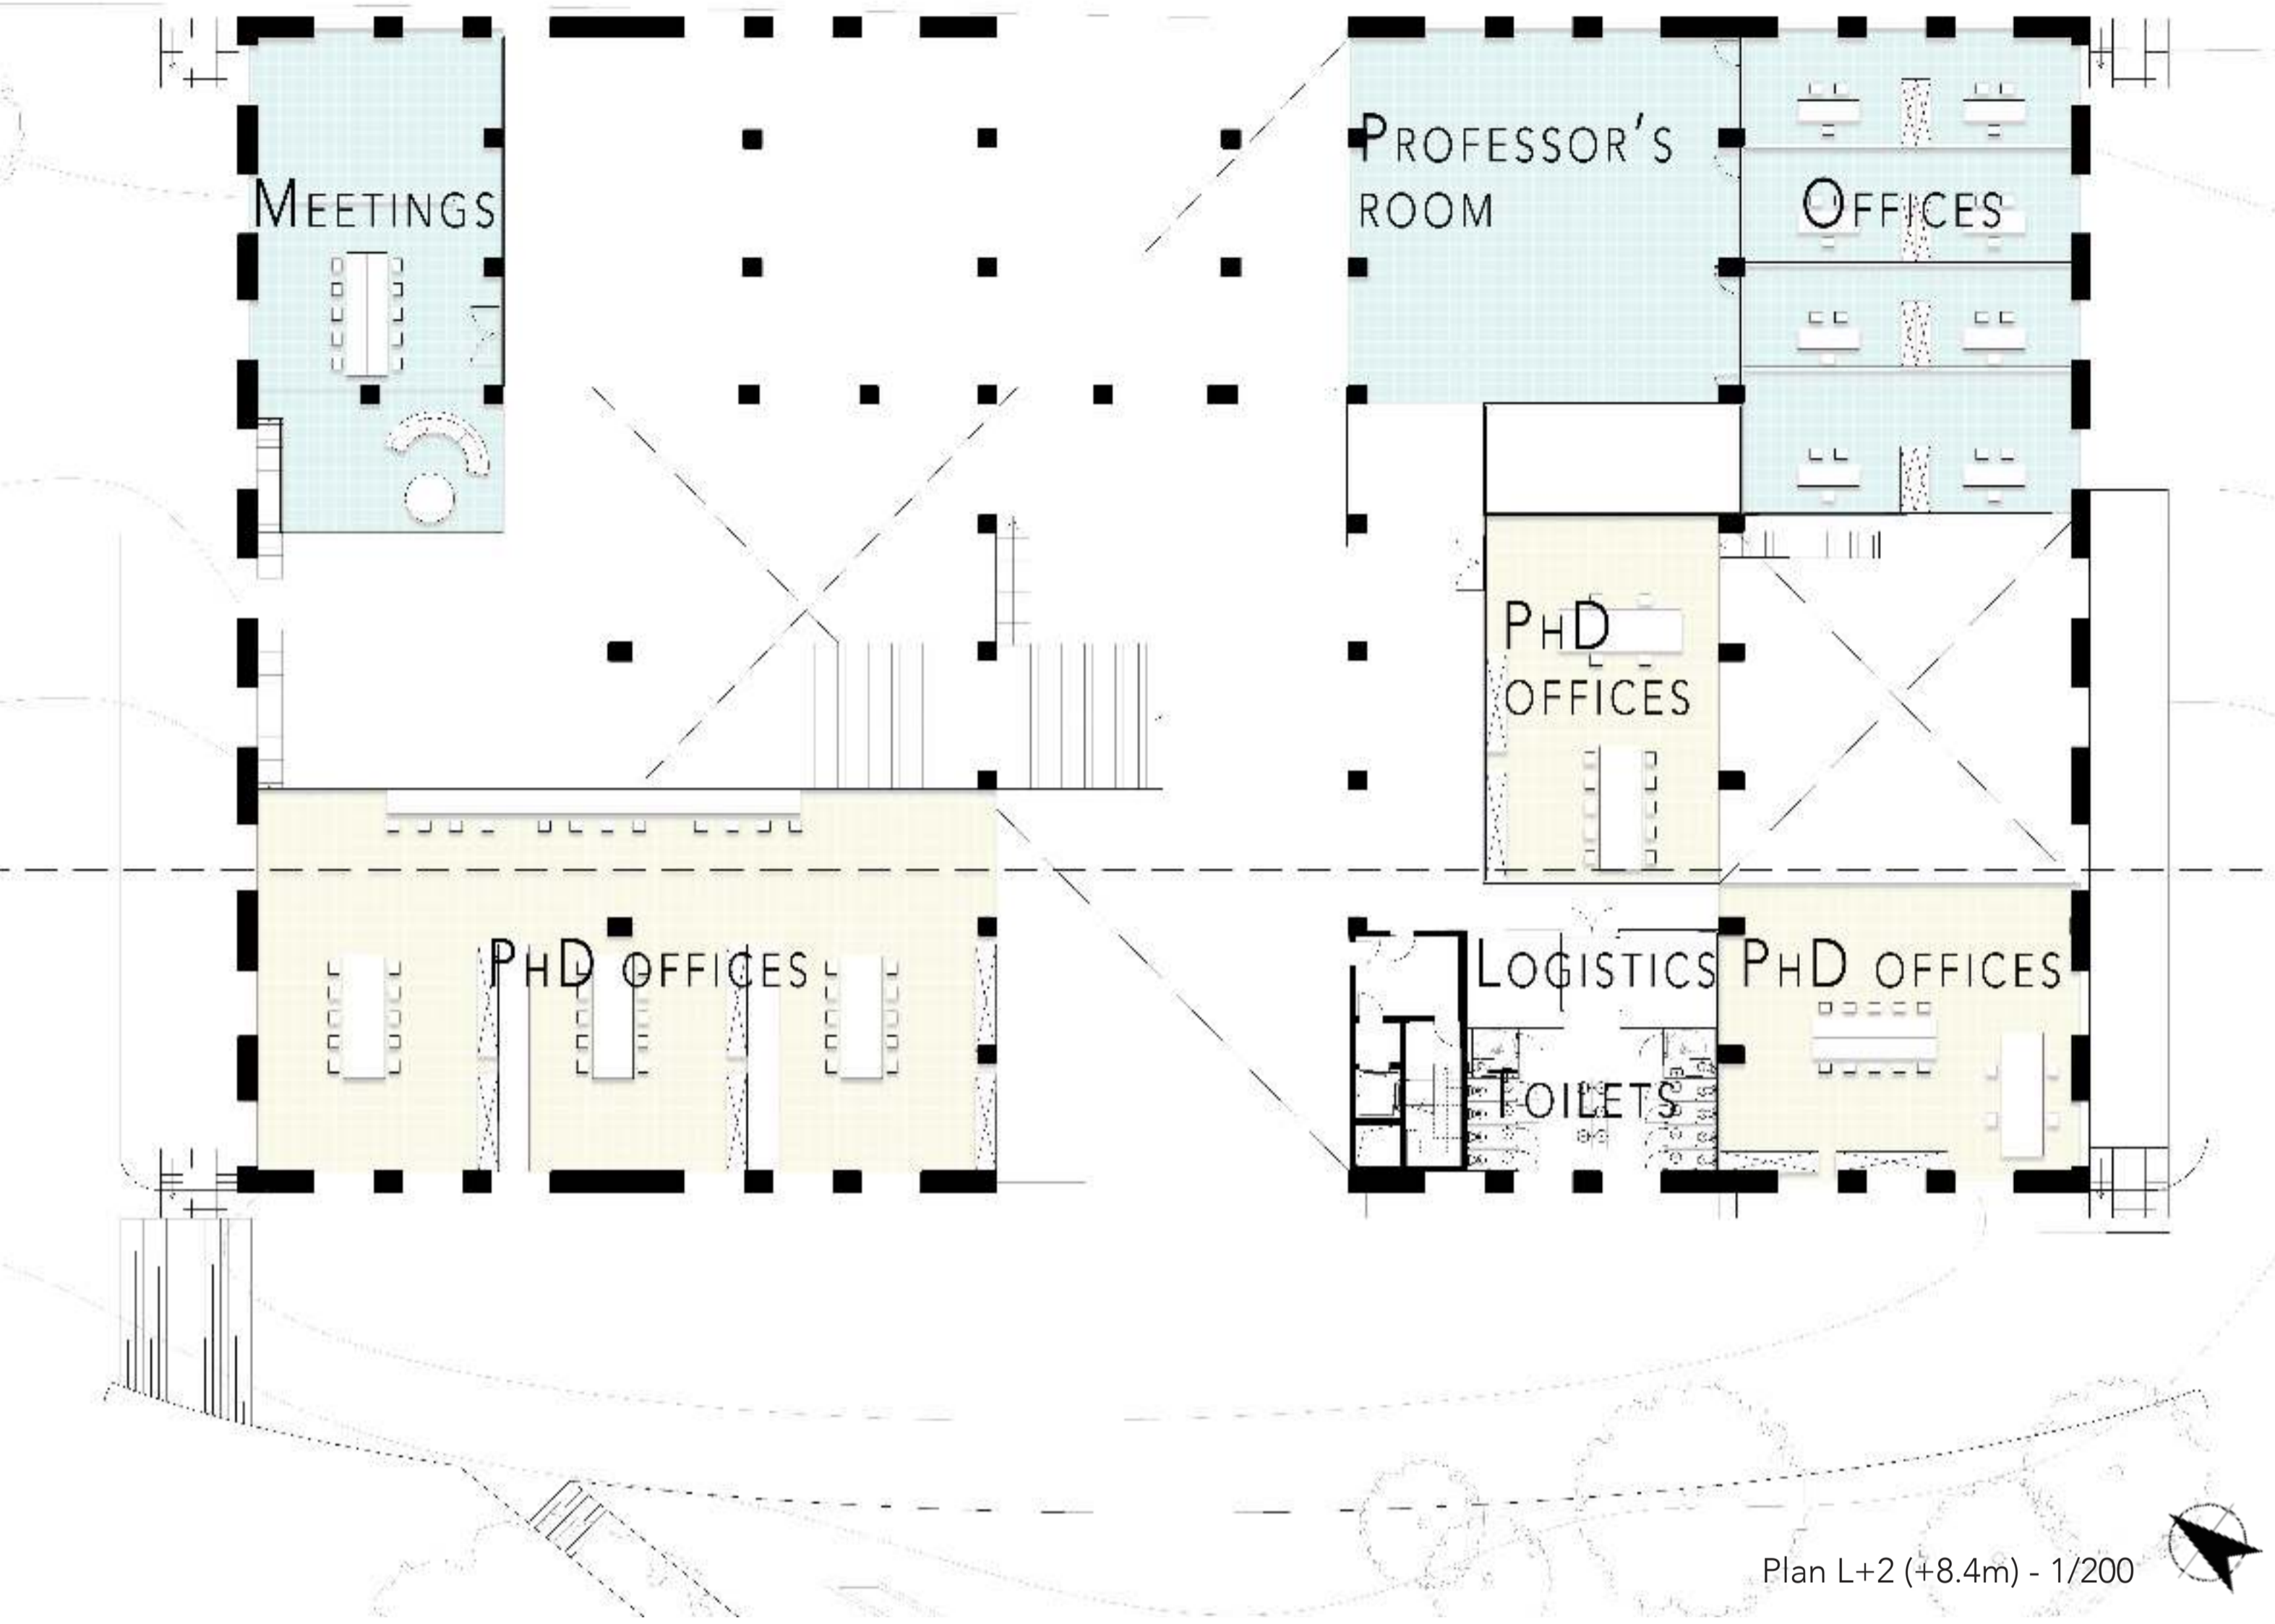 PROFESSOR'S
ROOM
MEETINGS
OFFICES
PHD
OFFICES
PHD OFFICES
LOGISTICS
PHD OFFICES
TOILETS
Plan L+2 (+8.4m) - 1/200